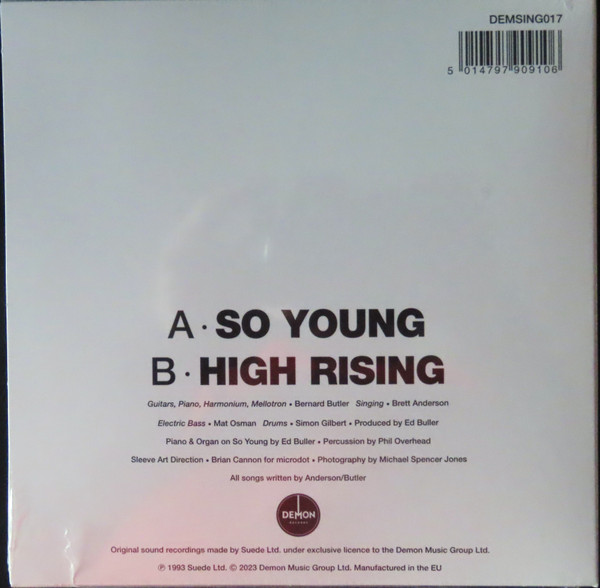 DEMSING017
5 014797 909106
A · SO YOUNG
B · HIGH RISING
Guitars, Piano, Harmonium, Mellotron • Bernard Butler Singing • Brett Anderson
Electric Bass • Mat Osman Drums • Simon Gilbert • Produced by Ed Buller
Piano & Organ on So Young by Ed Buller • Percussion by Phil Overhead
Sleeve Art Direction • Brian Cannon for microdot • Photography by Michael Spencer Jones
All songs written by Anderson/Butler
DEMON
RECORDS
Original sound recordings made by Suede Ltd. under exclusive licence to the Demon Music Group Ltd.
℗ 1993 Suede Ltd. © 2023 Demon Music Group Ltd. Manufactured in the EU